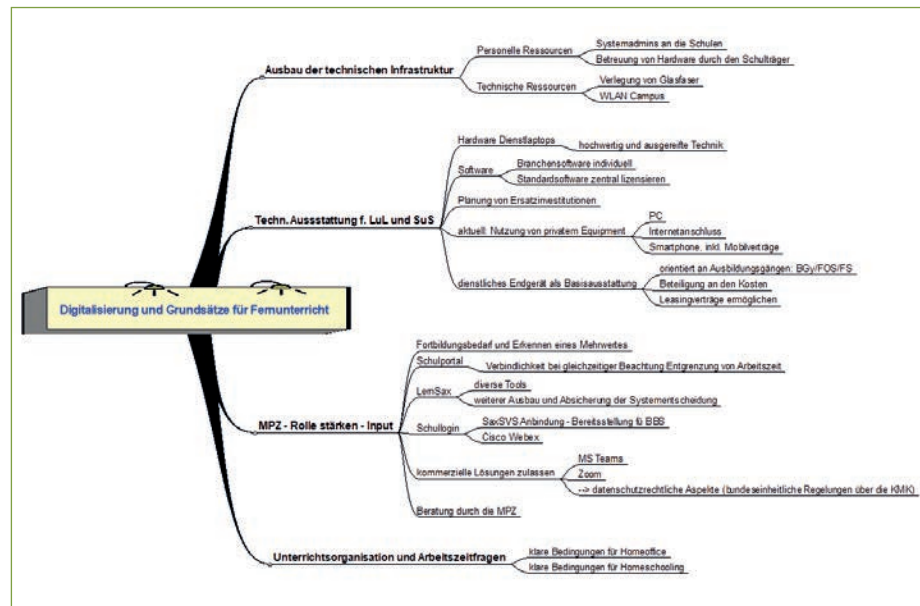 Digitalisierung und Grundsätze für Fernunterricht
Ausbau der technischen Infrastruktur
Personelle Ressourcen
Systemadmins an die Schulen
Betreuung von Hardware durch den Schulträger
Technische Ressourcen
Verlegung von Glasfaser
WLAN Campus
Techn. Aussstattung f. LuL und SuS
Hardware Dienstlaptops
hochwertig und ausgereifte Technik
Software
Branchensoftware individuell
Standardsoftware zentral lizensieren
Planung von Ersatzinvestitutionen
aktuell: Nutzung von privatem Equipment
PC
Internetanschluss
Smartphone, inkl. Mobilverträge
dienstliches Endgerät als Basisausstattung
orientiert an Ausbildungsgängen: BGy/FOS/FS
Beteiligung an den Kosten
Leasingverträge ermöglichen
MPZ - Rolle stärken - Input
Fortbildungsbedarf und Erkennen eines Mehrwertes
Schulportal
Verbindlichkeit bei gleichzeitiger Beachtung Entgrenzung von Arbeitszeit
LernSax
diverse Tools
weiterer Ausbau und Absicherung der Systementscheidung
Schullogin
SaxSVS Anbindung - Bereitsstellung fü BBS
Cisco Webex
kommerzielle Lösungen zulassen
MS Teams
Zoom
--> datenschutzrechtliche Aspekte (bundeseinheitliche Regelungen über die KMK)
Beratung durch die MPZ
Unterrichtsorganisation und Arbeitszeitfragen
klare Bedingungen für Homeoffice
klare Bedingungen für Homeschooling